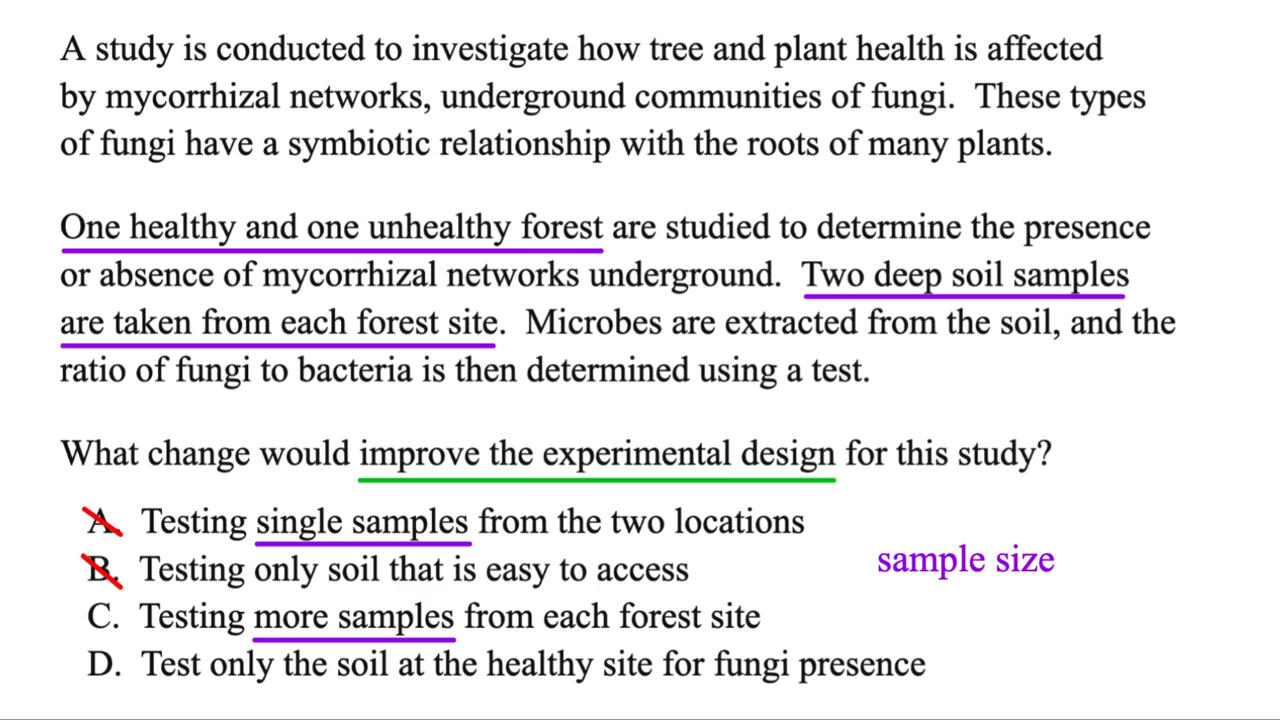 A study is conducted to investigate how tree and plant health is affected
by mycorrhizal networks, underground communities of fungi.  These types
of fungi have a symbiotic relationship with the roots of many plants.
One healthy and one unhealthy forest are studied to determine the presence
or absence of mycorrhizal networks underground.  Two deep soil samples
are taken from each forest site.  Microbes are extracted from the soil, and the
ratio of fungi to bacteria is then determined using a test.
What change would improve the experimental design for this study?
A.  Testing single samples from the two locations
B.  Testing only soil that is easy to access
sample size
C.  Testing more samples from each forest site
D.  Test only the soil at the healthy site for fungi presence